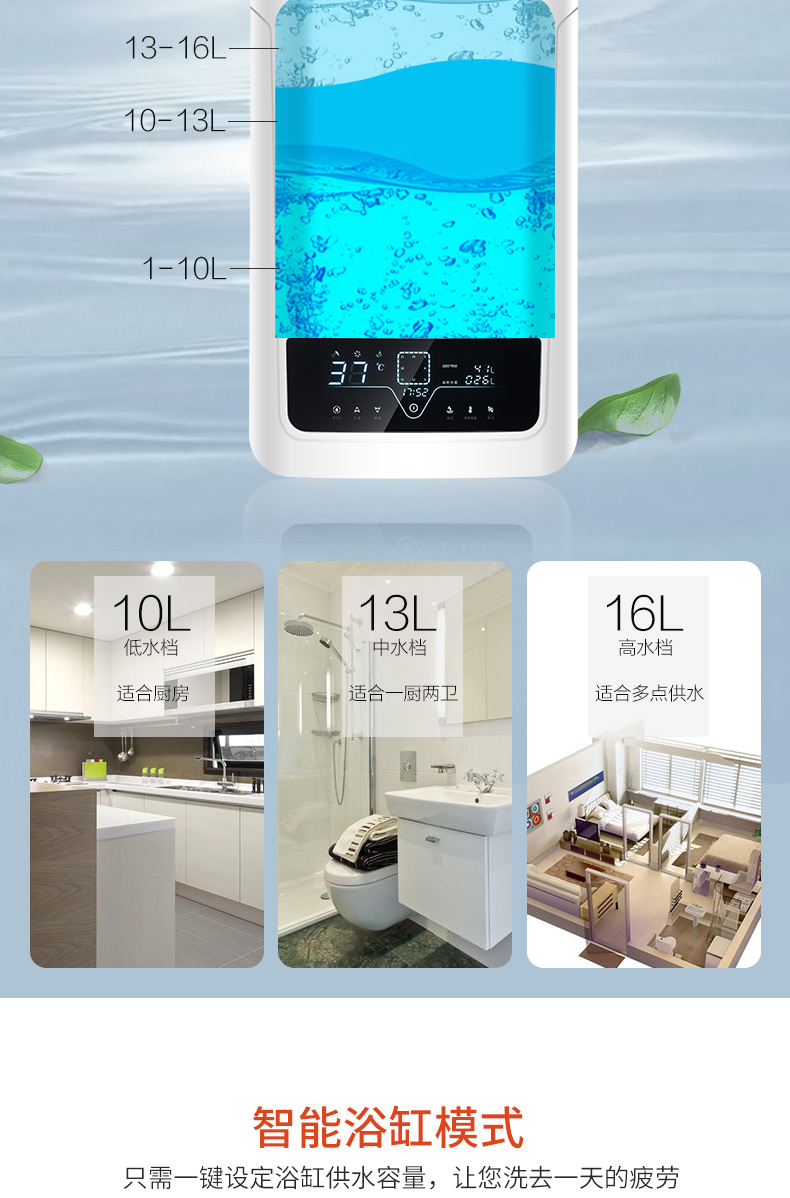 13-16L
10-13L
1-10L
37 ℃
41L
17:52
026L
10L
低水档
适合厨房
13L
中水档
适合一厨两卫
16L
高水档
适合多点供水
智能浴缸模式
只需一键设定浴缸供水容量，让您洗去一天的疲劳